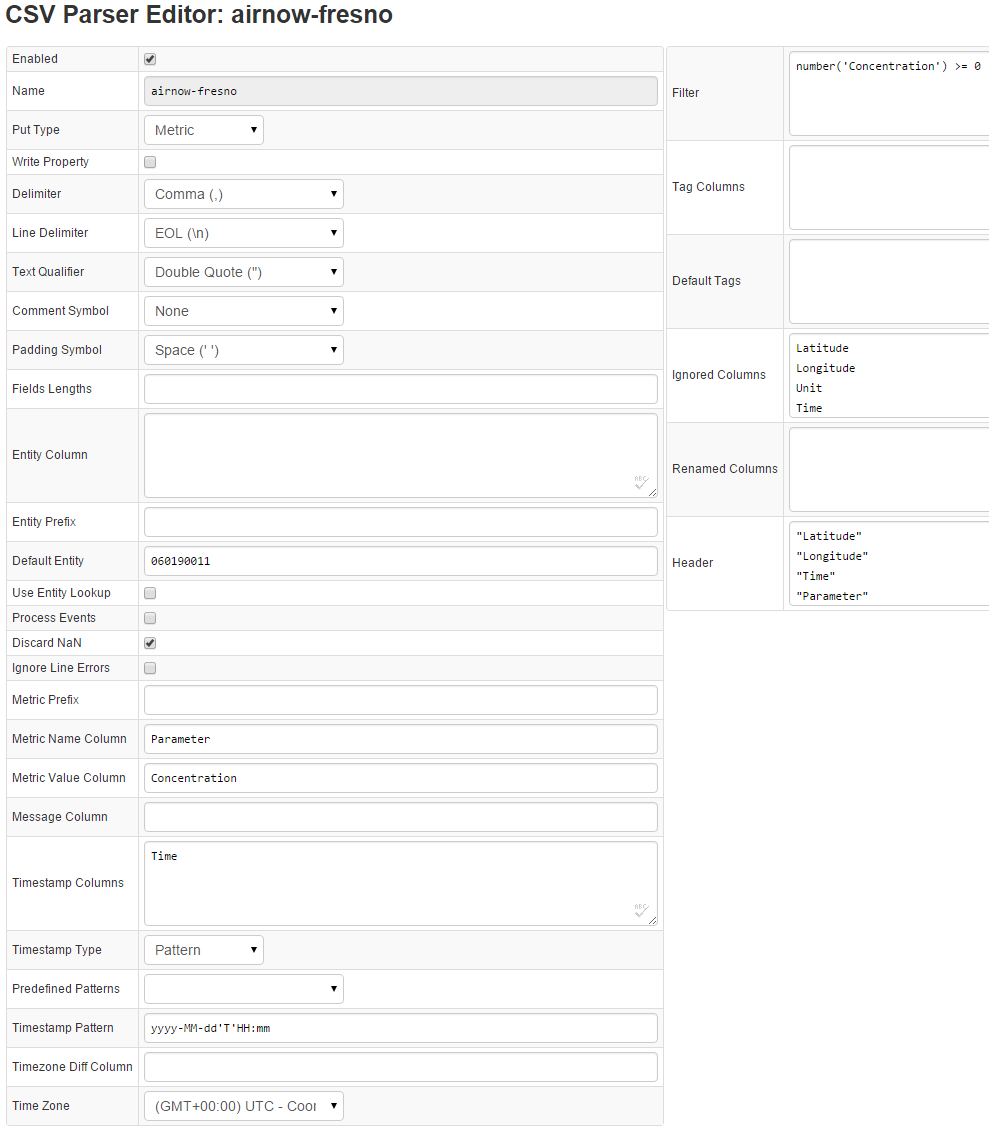 CSV Parser Editor: airnow-fresno
Enabled
Name
airnow-fresno
Put Type
Metric
Write Property
Delimiter
Comma (,)
Line Delimiter
EOL (\n)
Text Qualifier
Double Quote (")
Comment Symbol
None
Padding Symbol
Space (' ')
Fields Lengths
Entity Column
Entity Prefix
Default Entity
060190011
Use Entity Lookup
Process Events
Discard NaN
Ignore Line Errors
Metric Prefix
Metric Name Column
Parameter
Metric Value Column
Concentration
Message Column
Timestamp Columns
Time
Timestamp Type
Pattern
Predefined Patterns
Timestamp Pattern
yyyy-MM-dd'T'HH:mm
Timezone Diff Column
Time Zone
(GMT+00:00) UTC - Coor
Filter
number('Concentration') >= 0
Tag Columns
Default Tags
Ignored Columns
Latitude
Longitude
Unit
Time
Renamed Columns
Header
"Latitude"
"Longitude"
"Time"
"Parameter"